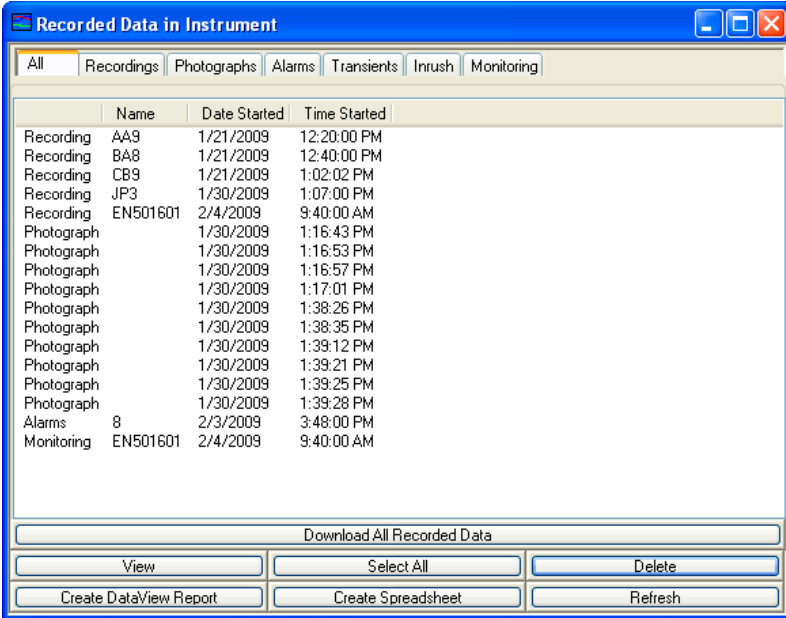 Recorded Data in Instrument
All Recordings Photographs Alarms Transients Inrush Monitoring
Name Date Started Time Started
Recording AA9 1/21/2009 12:20:00 PM
Recording BA8 1/21/2009 12:40:00 PM
Recording CB9 1/21/2009 1:02:02 PM
Recording JP3 1/30/2009 1:07:00 PM
Recording EN501601 2/4/2009 9:40:00 AM
Photograph 1/30/2009 1:16:43 PM
Photograph 1/30/2009 1:16:53 PM
Photograph 1/30/2009 1:16:57 PM
Photograph 1/30/2009 1:17:01 PM
Photograph 1/30/2009 1:38:26 PM
Photograph 1/30/2009 1:38:35 PM
Photograph 1/30/2009 1:39:12 PM
Photograph 1/30/2009 1:39:21 PM
Photograph 1/30/2009 1:39:25 PM
Photograph 1/30/2009 1:39:28 PM
Alarms 8 2/3/2009 3:48:00 PM
Monitoring EN501601 2/4/2009 9:40:00 AM
Download All Recorded Data
View Select All Delete
Create DataView Report Create Spreadsheet Refresh